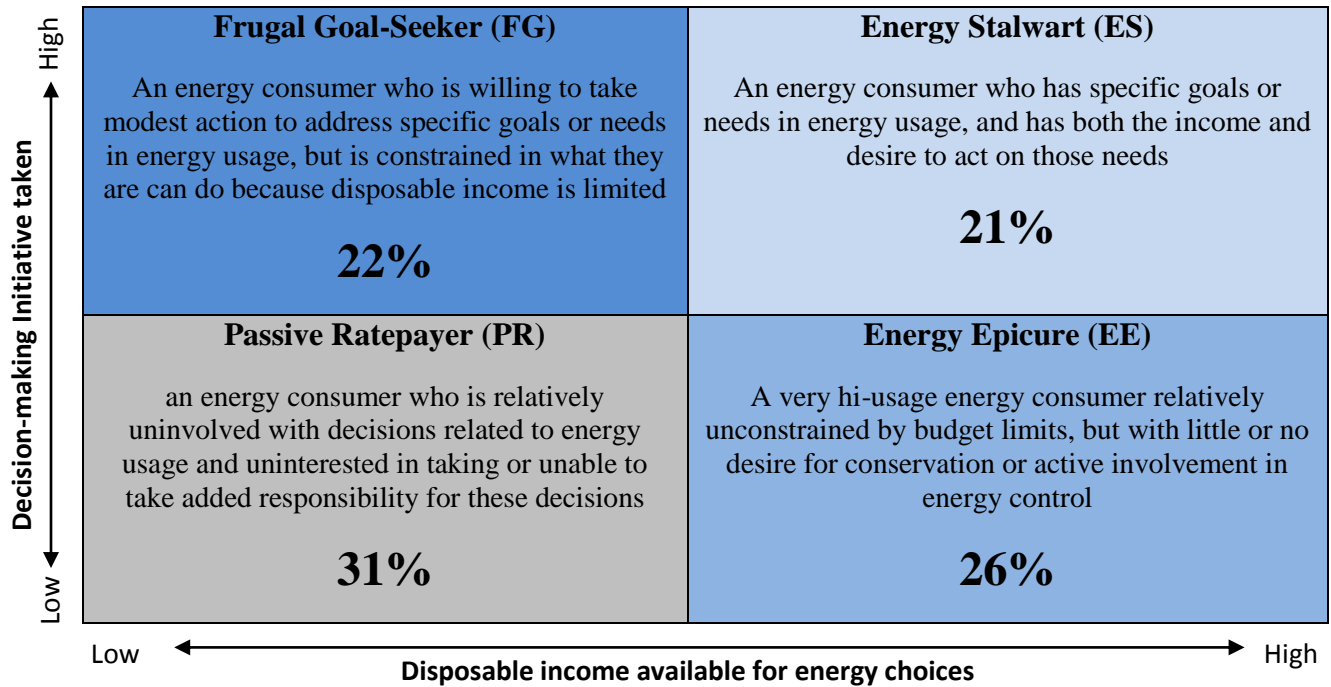 High
Decision-making Initiative taken
Low
Frugal Goal-Seeker (FG)
An energy consumer who is willing to take
modest action to address specific goals or needs
in energy usage, but is constrained in what they
are can do because disposable income is limited
22%
Energy Stalwart (ES)
An energy consumer who has specific goals or
needs in energy usage, and has both the income and
desire to act on those needs
21%
Passive Ratepayer (PR)
an energy consumer who is relatively
uninvolved with decisions related to energy
usage and uninterested in taking or unable to
take added responsibility for these decisions
31%
Energy Epicure (EE)
A very hi-usage energy consumer relatively
unconstrained by budget limits, but with little or no
desire for conservation or active involvement in
energy control
26%
Low
Disposable income available for energy choices
High